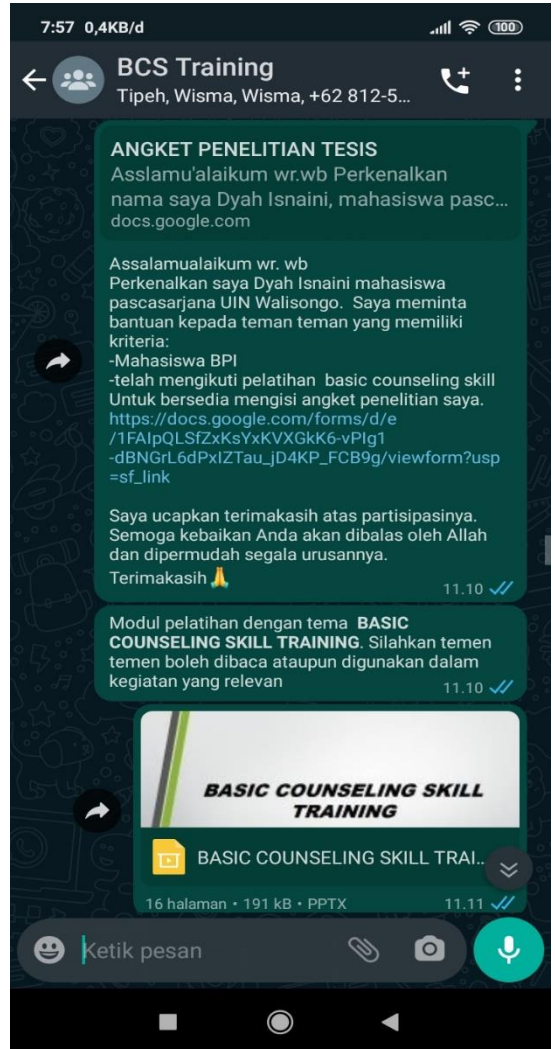 7:57 0,4KB/d
100
BCS Training
Tipeh, Wisma, Wisma, +62 812-5...
ANGKET PENELITIAN TESIS
Asslamu'alaikum wr.wb Perkenalkan
nama saya Dyah Isnaini, mahasiswa pasc...
docs.google.com
Assalamualaikum wr. wb
Perkenalkan saya Dyah Isnaini mahasiswa
pascasarjana UIN Walisongo. Saya meminta
bantuan kepada teman teman yang memiliki
kriteria:
-Mahasiswa BPI
-telah mengikuti pelatihan basic counseling skill
Untuk bersedia mengisi angket penelitian saya.
https://docs.google.com/forms/d/e
/1FAIpQLSfZxKsYxKVXGkK6-vPIg1
-dBNGrL6dPxIZTau_jD4KP_FCB9g/viewform?usp
=sf_link
Saya ucapkan terimakasih atas partisipasinya.
Semoga kebaikan Anda akan dibalas oleh Allah
dan dipermudah segala urusannya.
Terimakasih🙏
11.10
Modul pelatihan dengan tema BASIC
COUNSELING SKILL TRAINING. Silahkan temen
temen boleh dibaca ataupun digunakan dalam
kegiatan yang relevan
11.10
BASIC COUNSELING SKILL
TRAINING
BASIC COUNSELING SKILL TRAI...
16 halaman • 191 kB • PPTX
11.11
Ketik pesan